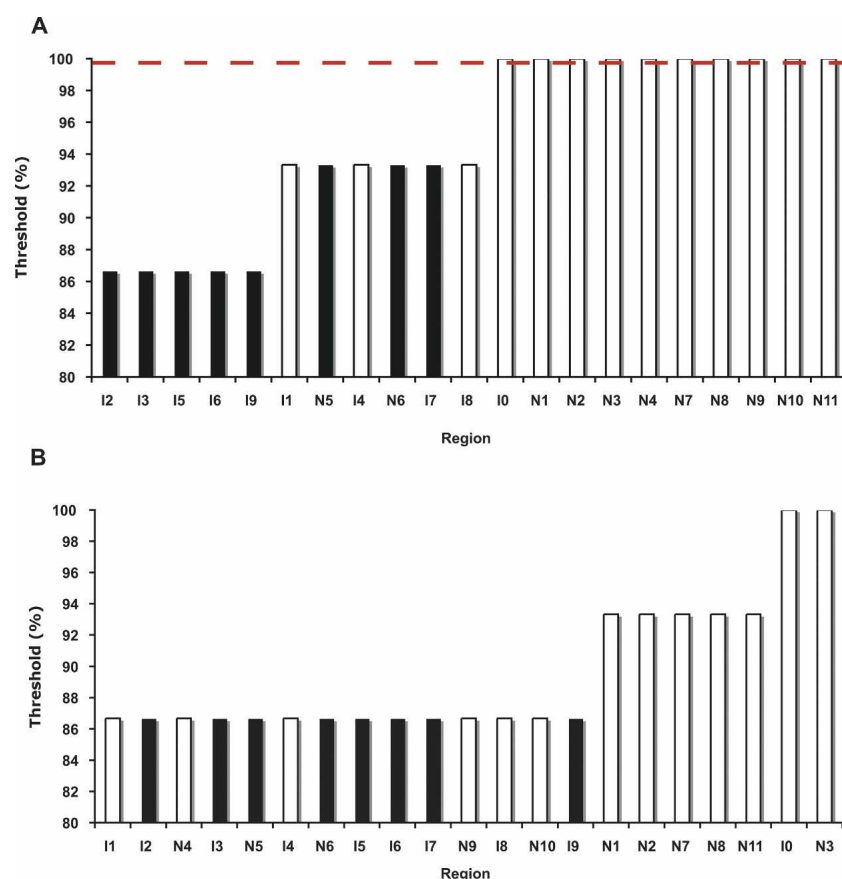 A
Threshold (%)
100
98
96
94
92
90
88
86
84
82
80
I2 I3 I5 I6 I9 I1 N5 I4 N6 I7 I8 I0 N1 N2 N3 N4 N7 N8 N9 N10 N11
Region
B
Threshold (%)
100
98
96
94
92
90
88
86
84
82
80
I1 I2 N4 I3 N5 I4 N6 I5 I6 I7 N9 I8 N10 I9 N1 N2 N7 N8 N11 I0 N3
Region